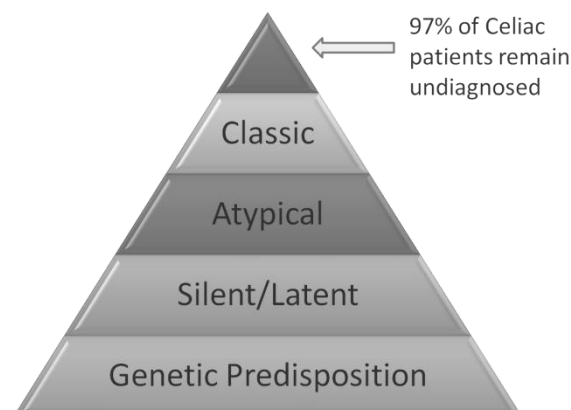 97% of Celiac
patients remain
undiagnosed
Classic
Atypical
Silent/Latent
Genetic Predisposition